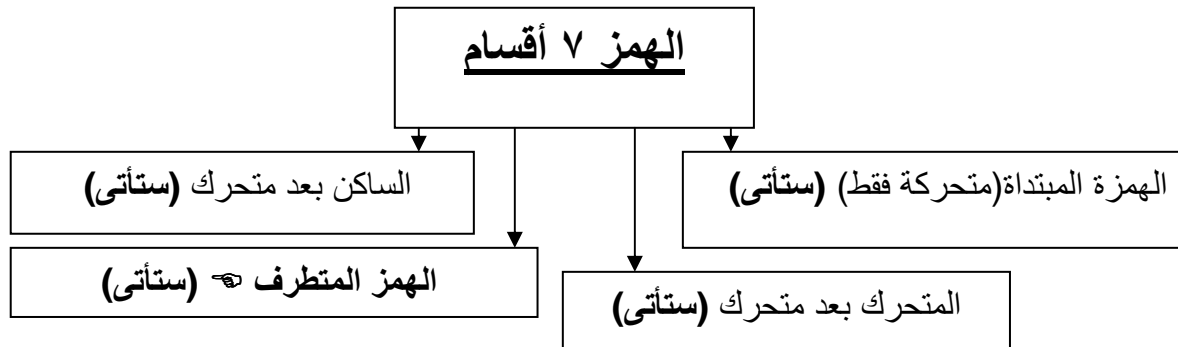 الهمز ٧ أقسام
الهمزة المبتداة(متحركة فقط) (ستأتى)
الساكن بعد متحرك (ستأتى)
الهمز المتطرف ☜ (ستأتى)
المتحرك بعد متحرك (ستأتى)